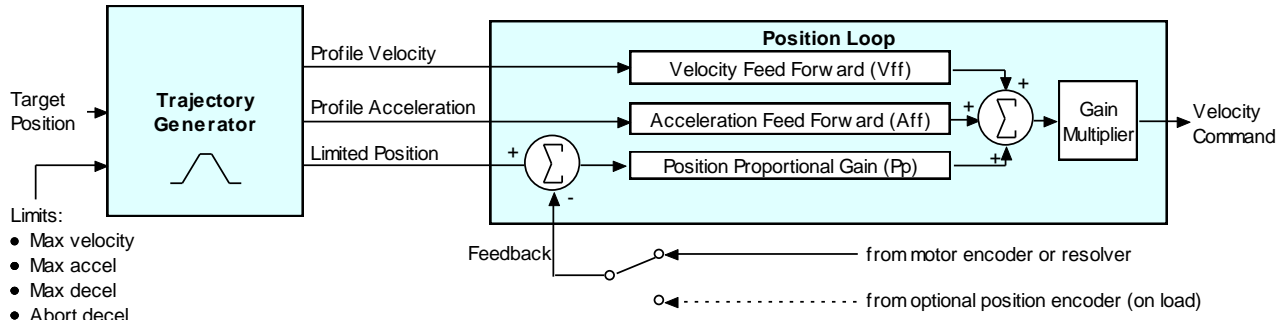 Position Loop
Profile Velocity
Velocity Feed Forward (Vff)
+
Target
Position
Trajectory
Generator
Profile Acceleration
Acceleration Feed Forward (Aff)
+
Σ
Gain
Multiplier
Velocity
Command
Limited Position
+
Σ
Position Proportional Gain (Pp)
+
-
Limits:
• Max velocity
• Max accel
• Max decel
• Abort decel
Feedback
from motor encoder or resolver
from optional position encoder (on load)